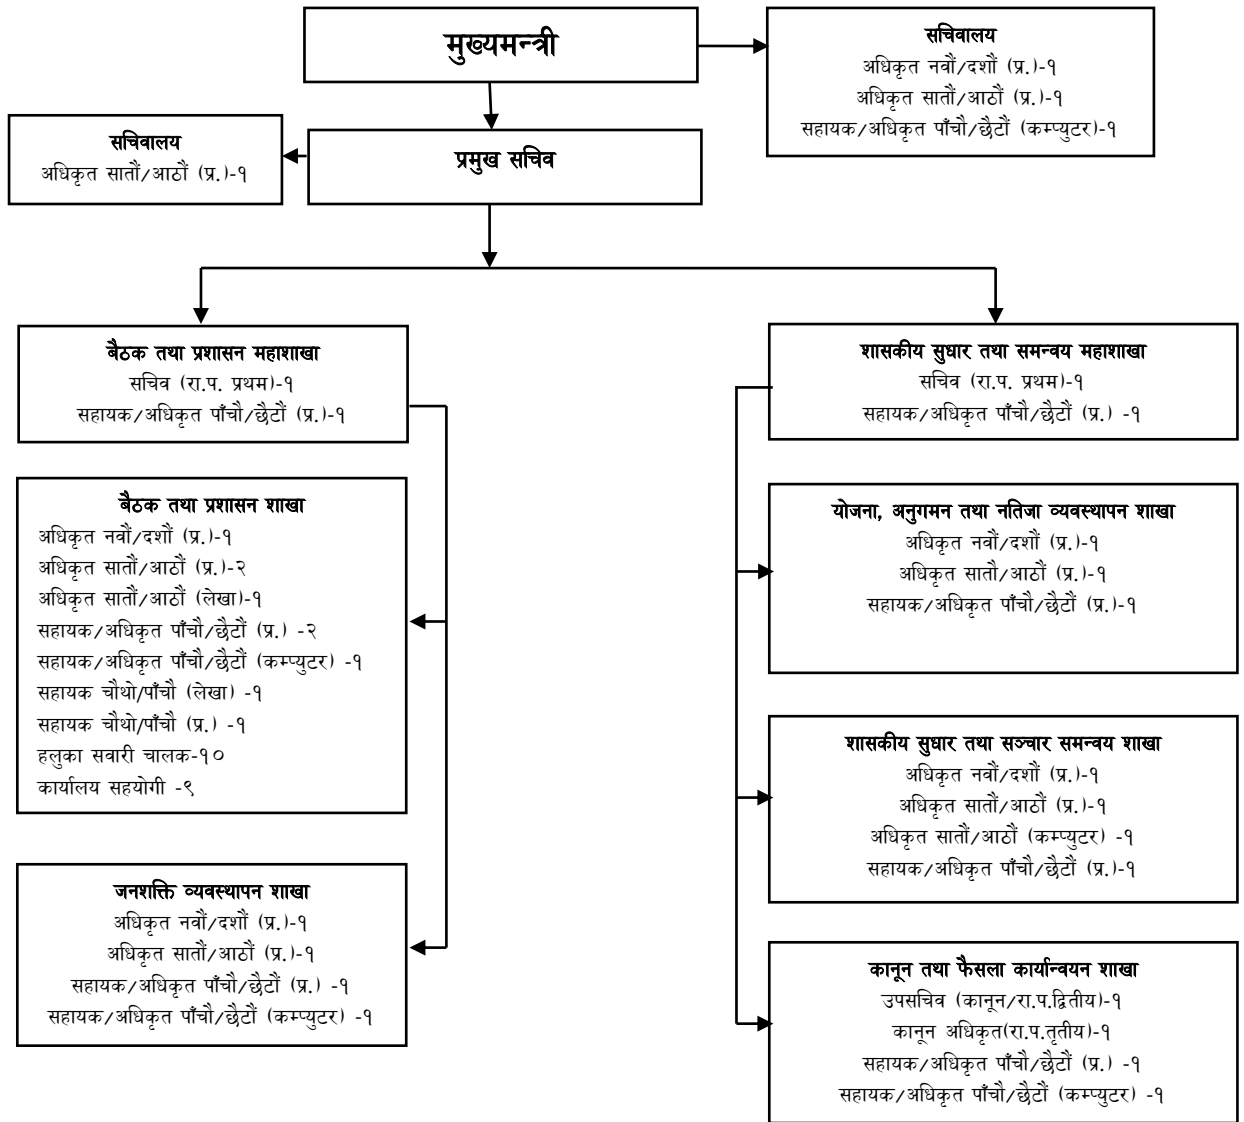 मुख्यमन्त्री
सचिवालय
अधिकृत नवौं/दशौं (प्र.)-१
अधिकृत सातौं/आठौं (प्र.)-१
सहायक/अधिकृत पाँचौ/छैटौं (कम्प्युटर)-१
सचिवालय
अधिकृत सातौं/आठौं (प्र.)-१
प्रमुख सचिव
बैठक तथा प्रशासन महाशाखा
सचिव (रा.प. प्रथम)-१
सहायक/अधिकृत पाँचौ/छैटौं (प्र.)-१
बैठक तथा प्रशासन शाखा
अधिकृत नवौं/दशौं (प्र.)-१
अधिकृत सातौं/आठौं (प्र.)-२
अधिकृत सातौं/आठौं (लेखा)-१
सहायक/अधिकृत पाँचौ/छैटौं (प्र.) -२
सहायक/अधिकृत पाँचौ/छैटौं (कम्प्युटर) -१
सहायक चौथो/पाँचौ (लेखा) -१
सहायक चौथो/पाँचौ (प्र.) -१
हलुका सवारी चालक-१०
कार्यालय सहयोगी -९
जनशक्ति व्यवस्थापन शाखा
अधिकृत नवौं/दशौं (प्र.)-१
अधिकृत सातौं/आठौं (प्र.)-१
सहायक/अधिकृत पाँचौ/छैटौं (प्र.) -१
सहायक/अधिकृत पाँचौ/छैटौं (कम्प्युटर) -१
शासकीय सुधार तथा समन्वय महाशाखा
सचिव (रा.प. प्रथम)-१
सहायक/अधिकृत पाँचौ/छैटौं (प्र.) -१
योजना, अनुगमन तथा नतिजा व्यवस्थापन शाखा
अधिकृत नवौं/दशौं (प्र.)-१
अधिकृत सातौ/आठौं (प्र.)-१
सहायक/अधिकृत पाँचौ/छैटौं (प्र.)-१
शासकीय सुधार तथा सञ्चार समन्वय शाखा
अधिकृत नवौं/दशौं (प्र.)-१
अधिकृत सातौं/आठौं (प्र.)-१
अधिकृत सातौं/आठौं (कम्प्युटर) -१
सहायक/अधिकृत पाँचौ/छैटौं (प्र.)-१
कानून तथा फैसला कार्यान्वयन शाखा
उपसचिव (कानून/रा.प.द्वितीय)-१
कानून अधिकृत(रा.प.तृतीय)-१
सहायक/अधिकृत पाँचौ/छैटौं (प्र.) -१
सहायक/अधिकृत पाँचौ/छैटौं (कम्प्युटर) -१